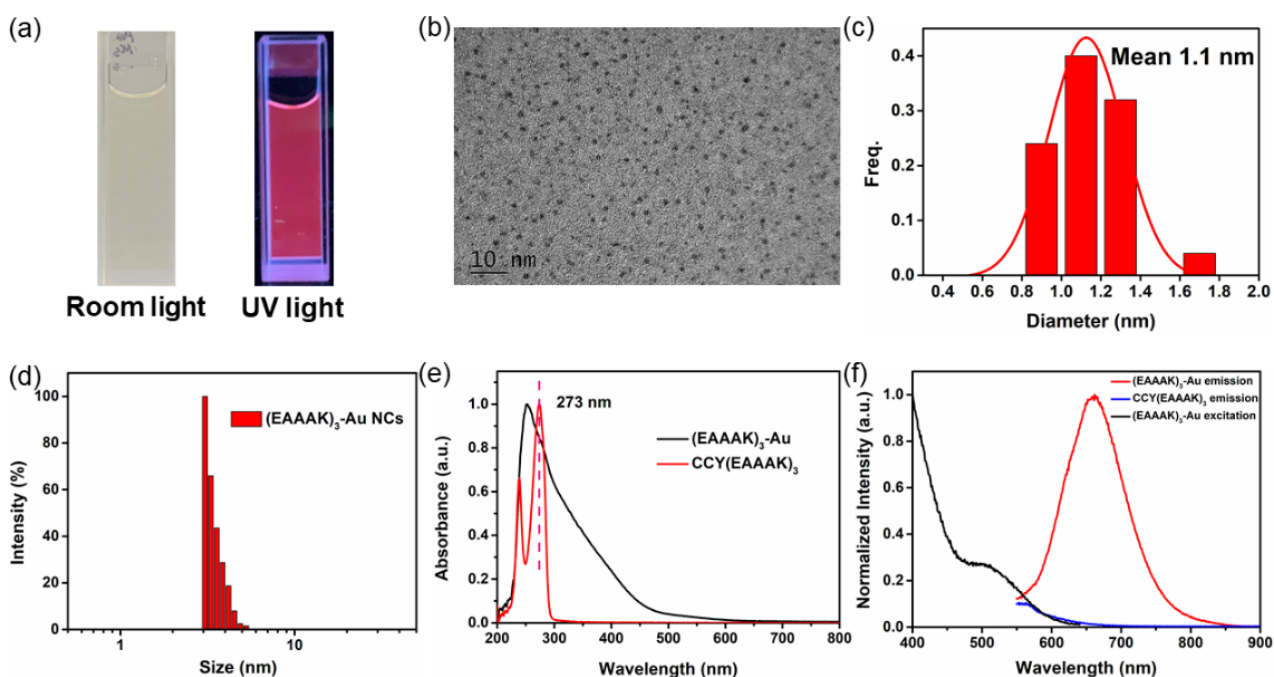 (a)
Room light
UV light
(b)
10 nm
(c)
Mean 1.1 nm
Freq.
0.4
0.3
0.2
0.1
0.0
0.4 0.6 0.8 1.0 1.2 1.4 1.6 1.8 2.0
Diameter (nm)
(d)
(EAAAK)3-Au NCs
Intensity (%)
100
80
60
40
20
0
1 10
Size (nm)
(e)
273 nm
(EAAAK)3-Au
CCY(EAAAK)3
Absorbance (a.u.)
1.0
0.8
0.6
0.4
0.2
0.0
200 300 400 500 600 700 800
Wavelength (nm)
(f)
(EAAAK)3-Au emission
CCY(EAAAK)3 emission
(EAAAK)3-Au excitation
Normalized Intensity (a.u.)
1.0
0.8
0.6
0.4
0.2
0.0
400 500 600 700 800 900
Wavelength (nm)